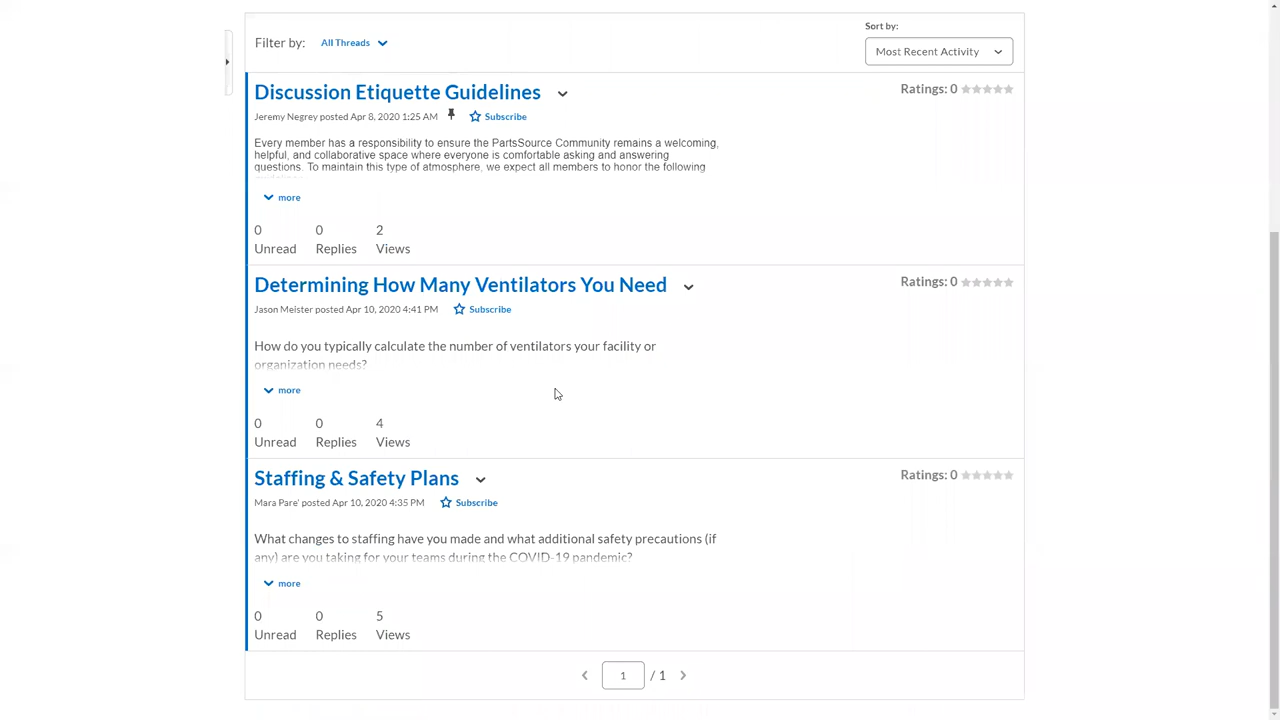 Filter by: All Threads
Sort by:
Most Recent Activity
Discussion Etiquette Guidelines
Ratings: 0
Jeremy Negrey posted Apr 8, 2020 1:25 AM Subscribe
Every member has a responsibility to ensure the PartsSource Community remains a welcoming,
helpful, and collaborative space where everyone is comfortable asking and answering
questions. To maintain this type of atmosphere, we expect all members to honor the following
more
0 0 2
Unread Replies Views
Determining How Many Ventilators You Need
Ratings: 0
Jason Meister posted Apr 10, 2020 4:41 PM Subscribe
How do you typically calculate the number of ventilators your facility or
organization needs?
more
0 0 4
Unread Replies Views
Staffing & Safety Plans
Ratings: 0
Mara Pare' posted Apr 10, 2020 4:35 PM Subscribe
What changes to staffing have you made and what additional safety precautions (if
any) are you taking for your teams during the COVID-19 pandemic?
more
0 0 5
Unread Replies Views
1 / 1